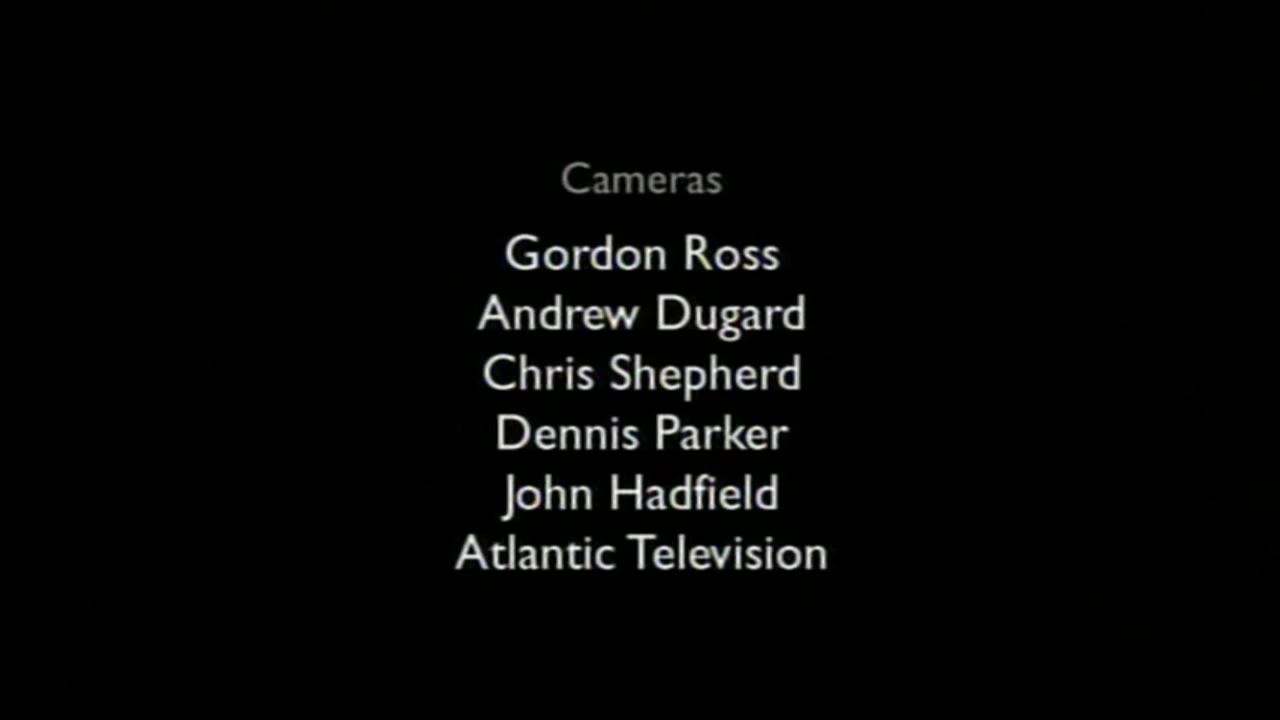 Cameras
Gordon Ross
Andrew Dugard
Chris Shepherd
Dennis Parker
John Hadfield
Atlantic Television